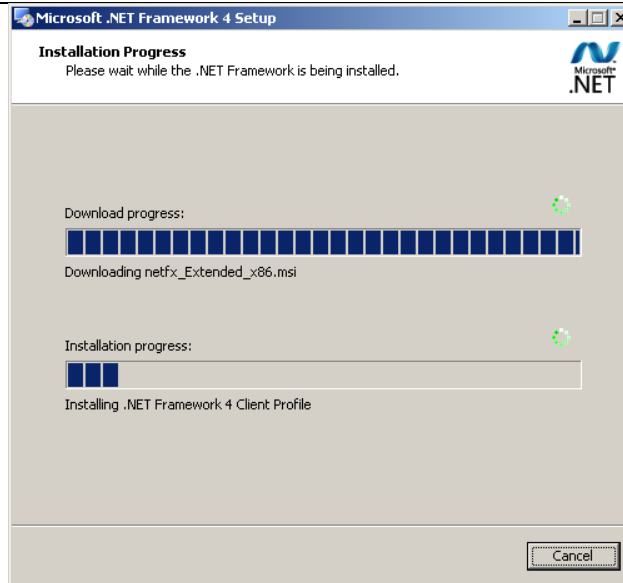 Microsoft .NET Framework 4 Setup
Installation Progress
Please wait while the .NET Framework is being installed.
Microsoft®
.NET
Download progress:
Downloading netfx_Extended_x86.msi
Installation progress:
Installing .NET Framework 4 Client Profile
Cancel